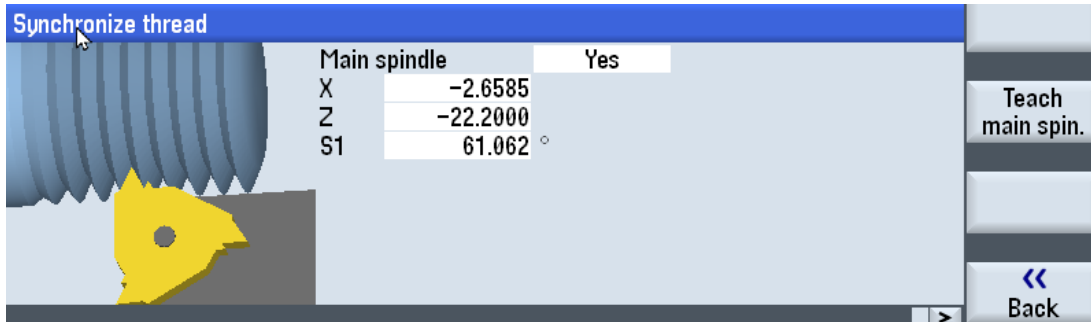 Synchronize thread
Main spindle Yes
X -2.6585
Z -22.2000
S1 61.062 °
Teach
main spin.
«
Back
>